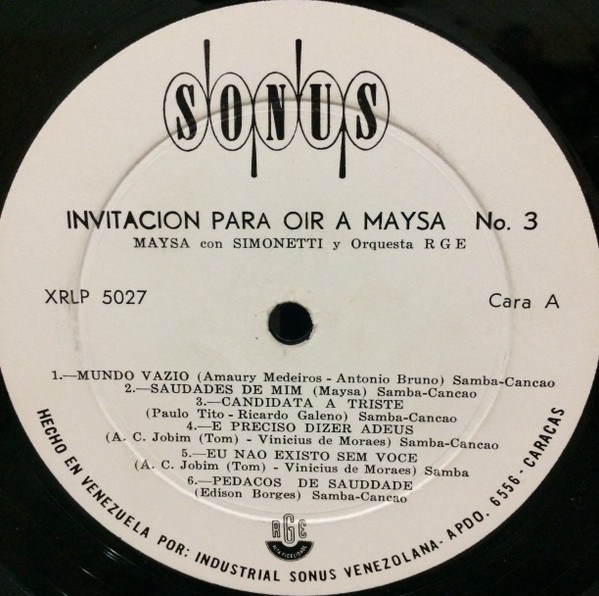 SONUS
INVITACION PARA OIR A MAYSA No. 3
MAYSA con SIMONETTI y Orquesta R G E
XRLP 5027
Cara A
1.—MUNDO VAZIO (Amaury Medeiros - Antonio Bruno) Samba-Cancao
2.—SAUDADES DE MIM (Maysa) Samba-Cancao
3.—CANDIDATA A TRISTE
(Paulo Tito - Ricardo Galeno) Samba-Cancao
4.—E PRECISO DIZER ADEUS
(A. C. Jobim (Tom) - Vinicius de Moraes) Samba-Cancao
5.—EU NAO EXISTO SEM VOCE
(A. C. Jobim (Tom) - Vinicius de Moraes) Samba
6.—PEDACOS DE SAUDDADE
(Edison Borges) Samba-Cancao
RGE
ALTA FIDELIDADE
HECHO EN VENEZUELA POR: INDUSTRIAL SONUS VENEZOLANA - APDO. 6556 - CARACAS